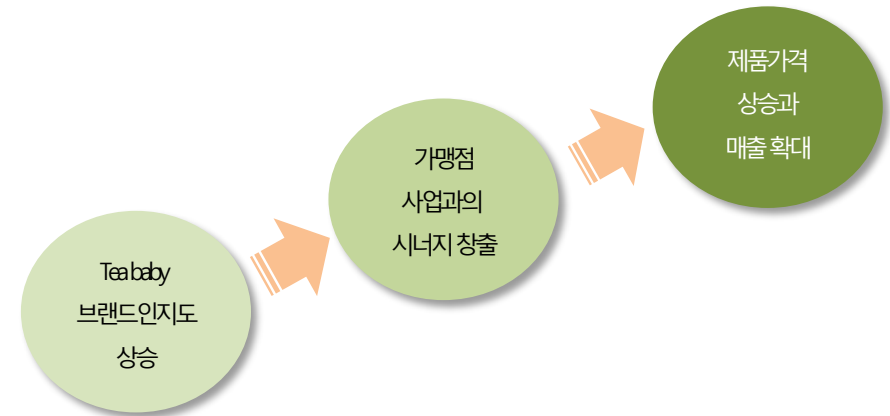 Tea baby
브랜드인지도
상승
가맹점
사업과의
시너지 창출
제품가격
상승과
매출 확대